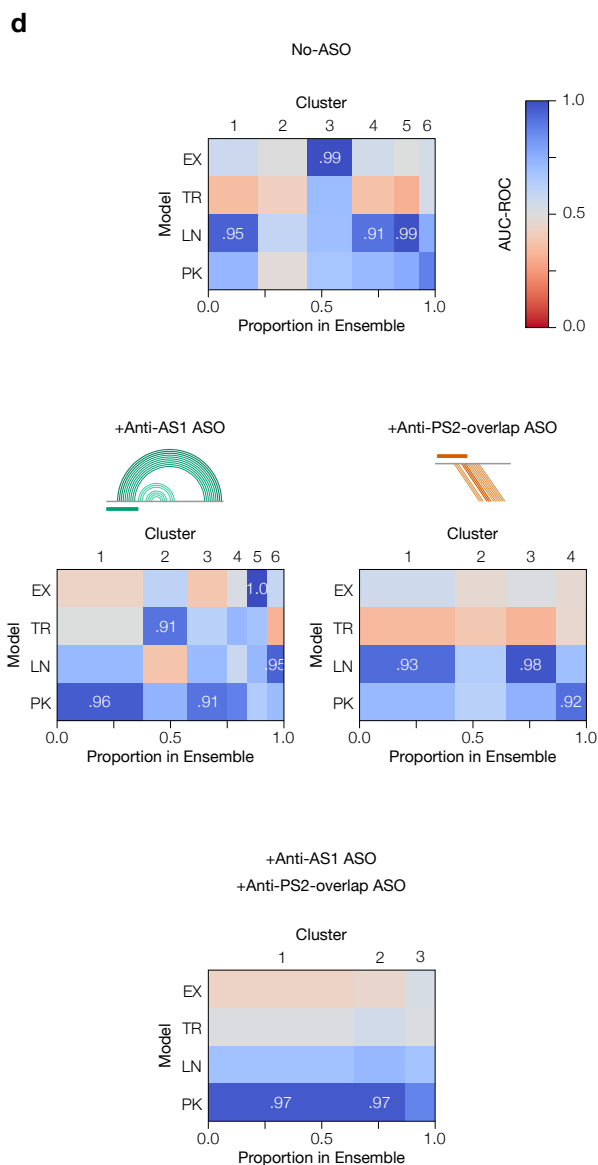 d
No-ASO
Cluster
1 2 3 4 5 6
EX .99
TR
LN .95 .91 .99
PK
Model
0.0 0.5 1.0
Proportion in Ensemble
1.0
0.5
0.0
AUC-ROC
+Anti-AS1 ASO
Cluster
1 2 3 4 5 6
EX 1.0
TR .91
LN .95
PK .96 .91
Model
0.0 0.5 1.0
Proportion in Ensemble
+Anti-PS2-overlap ASO
Cluster
1 2 3 4
EX
TR
LN .93 .98
PK .92
Model
0.0 0.5 1.0
Proportion in Ensemble
+Anti-AS1 ASO
+Anti-PS2-overlap ASO
Cluster
1 2 3
EX
TR
LN
PK .97 .97
Model
0.0 0.5 1.0
Proportion in Ensemble